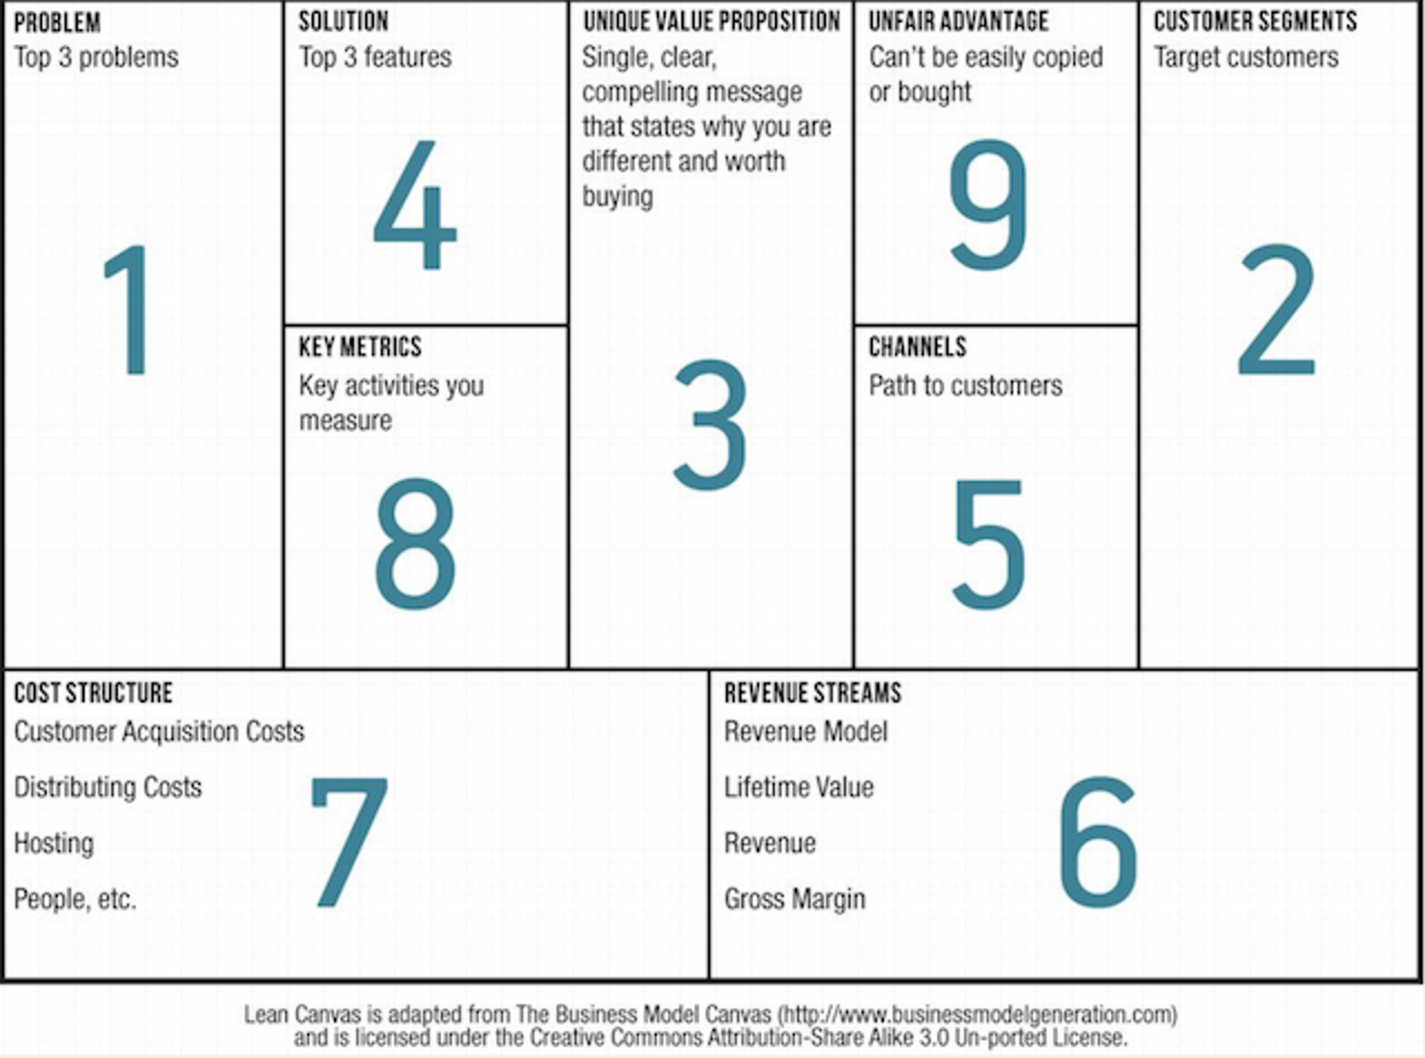 PROBLEM
Top 3 problems
1
SOLUTION
Top 3 features
4
KEY METRICS
Key activities you
measure
8
UNIQUE VALUE PROPOSITION
Single, clear,
compelling message
that states why you are
different and worth
buying
3
UNFAIR ADVANTAGE
Can't be easily copied
or bought
9
CHANNELS
Path to customers
5
CUSTOMER SEGMENTS
Target customers
2
COST STRUCTURE
Customer Acquisition Costs
Distributing Costs
Hosting
People, etc.
7
REVENUE STREAMS
Revenue Model
Lifetime Value
Revenue
Gross Margin
6
Lean Canvas is adapted from The Business Model Canvas (http://www.businessmodelgeneration.com)
and is licensed under the Creative Commons Attribution-Share Alike 3.0 Un-ported License.